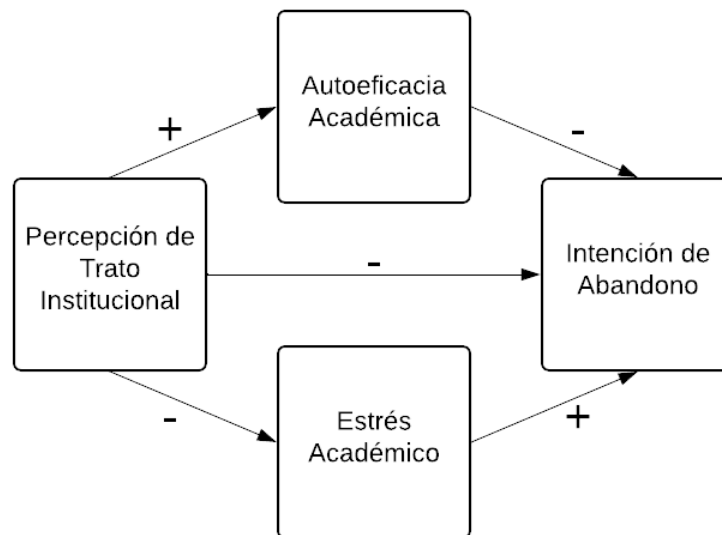 Autoeficacia
Académica
+
-
Percepción de
Trato
Institucional
-
Intención de
Abandono
-
Estrés
Académico
+